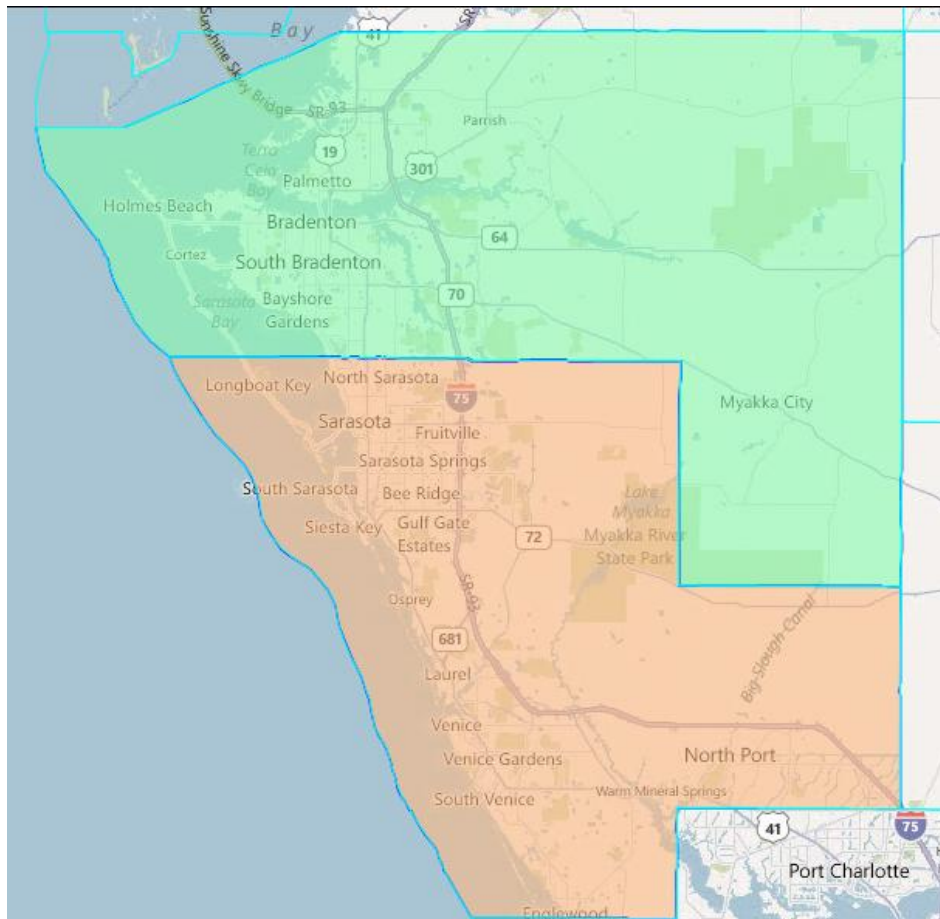 Bay
41
SR
Sunshine Skyway Bridge
SR-93
Parrish
19
Terra
Ceia
Bay
301
Palmetto
Holmes Beach
Bradenton
64
Cortez
South Bradenton
Sarasota
Bay
Bayshore
Gardens
70
Longboat Key
North Sarasota
75
Myakka City
Sarasota
Fruitville
Sarasota Springs
South Sarasota
Bee Ridge
Lake
Myakka
Siesta Key
Gulf Gate
Estates
72
Myakka River
State Park
SR-93
Osprey
681
Big-Slough-Canal
Laurel
Venice
North Port
Venice Gardens
Warm Mineral Springs
South Venice
41
75
Port Charlotte
Englewood